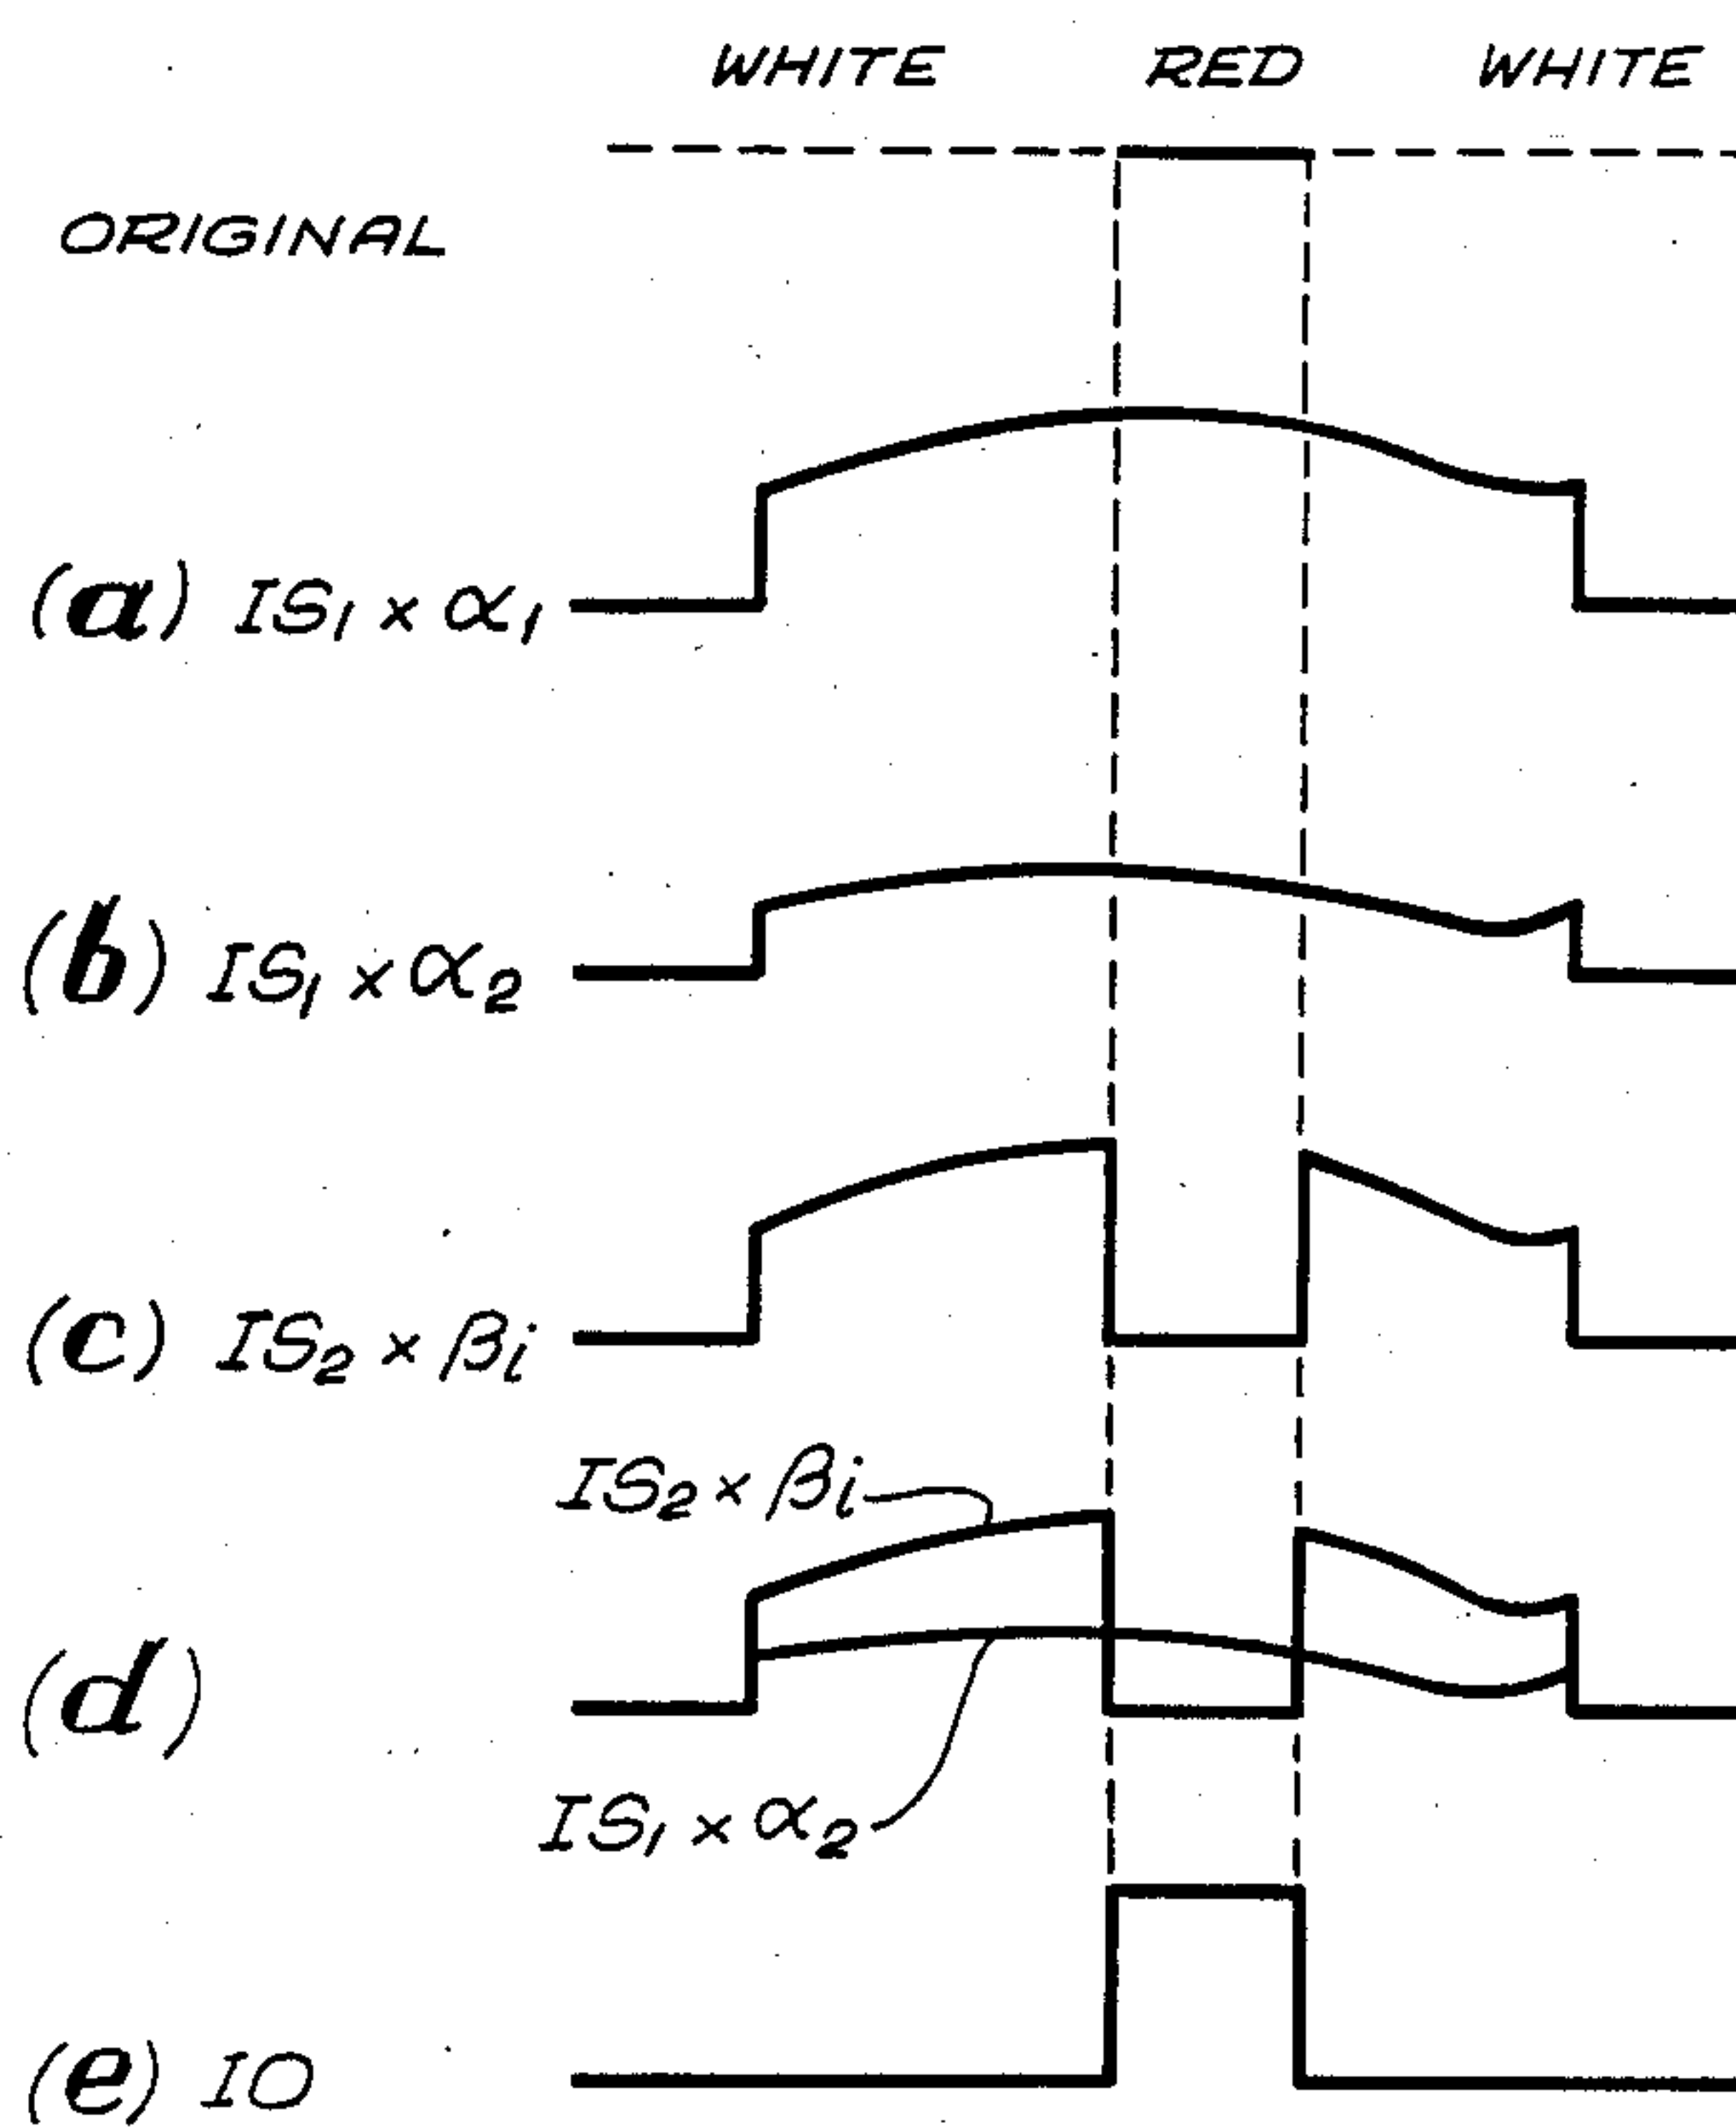 WHITE RED WHITE
ORIGINAL
(a) IS₁ × α₁
(b) IS₁ × α₂
(c) IS₂ × βi
IS₂ × βi
(d)
IS₁ × α₂
(e) IO